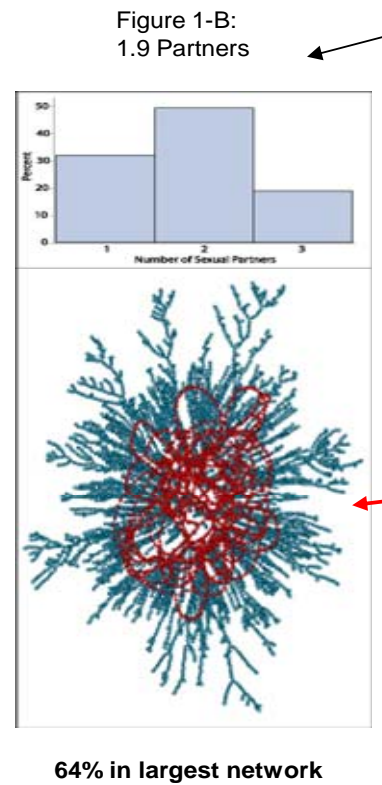 Figure 1-B:
1.9 Partners
50
40
30
20
10
0
Percent
1 2 3
Number of Sexual Partners
64% in largest network